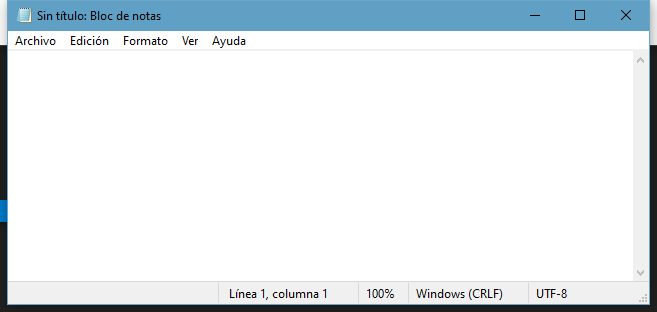 Sin título: Bloc de notas
Archivo Edición Formato Ver Ayuda
Línea 1, columna 1 100% Windows (CRLF) UTF-8